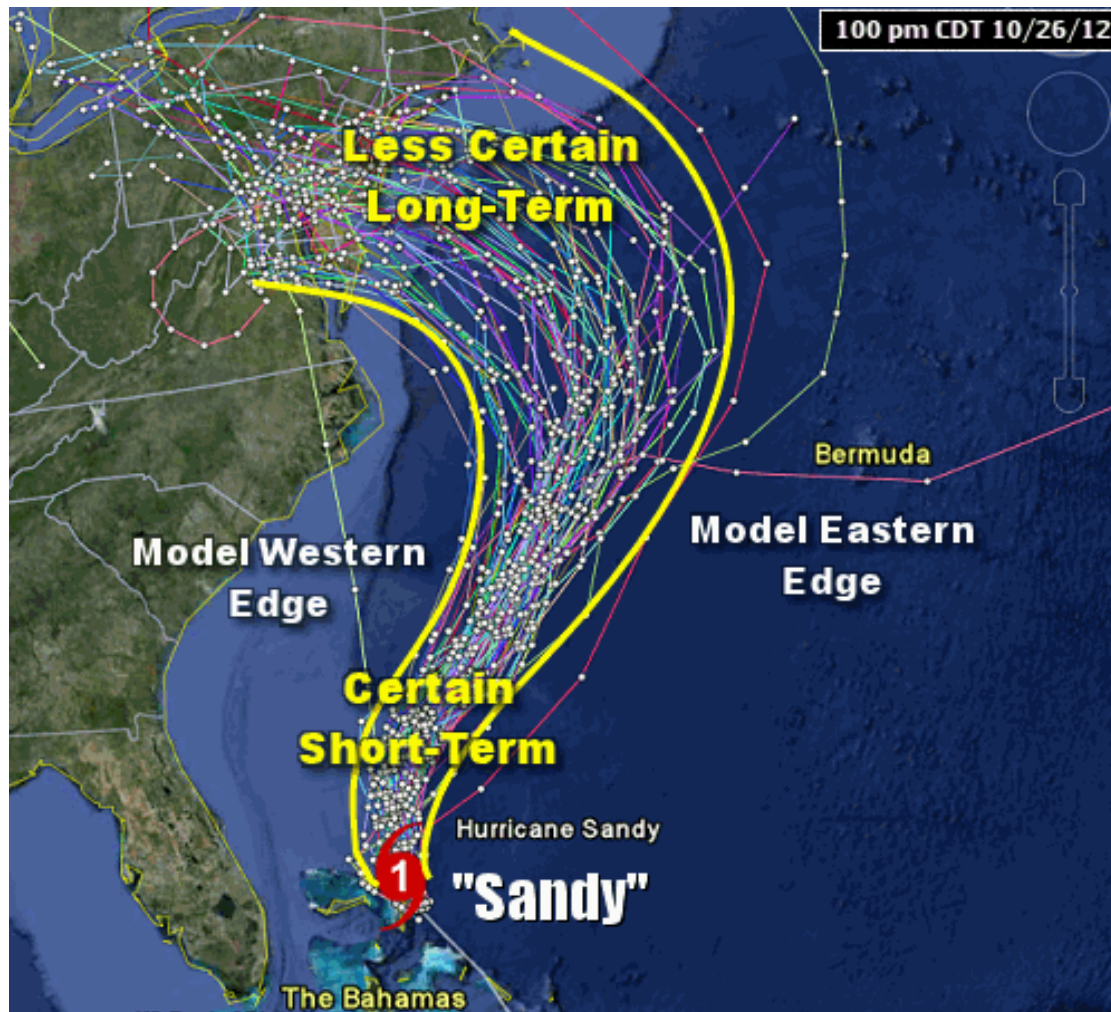 100 pm CDT 10/26/12
Less Certain
Long-Term
Bermuda
Model Western
Edge
Model Eastern
Edge
Certain
Short-Term
Hurricane Sandy
1
"Sandy"
The Bahamas